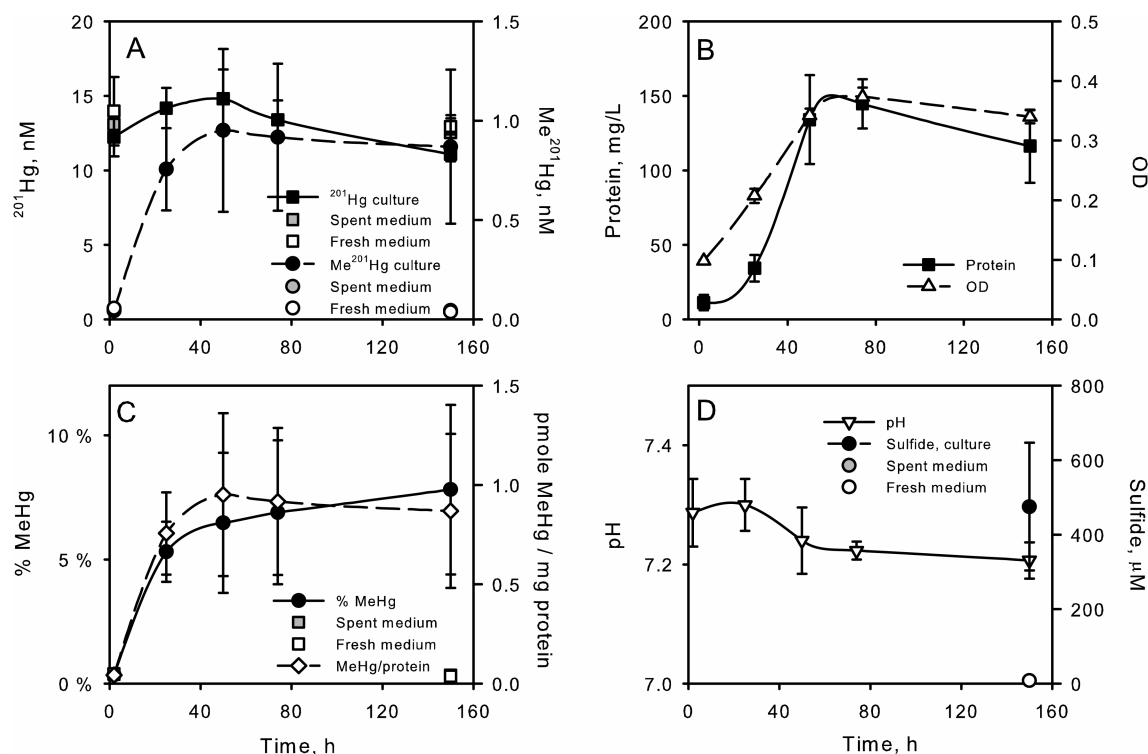 A
20
15
10
5
0
²⁰¹Hg, nM
1.5
1.0
0.5
0.0
Me²⁰¹Hg, nM
0 40 80 120 160
²⁰¹Hg culture
Spent medium
Fresh medium
Me²⁰¹Hg culture
Spent medium
Fresh medium
B
200
150
100
50
0
Protein, mg/L
0.5
0.4
0.3
0.2
0.1
0.0
OD
0 40 80 120 160
Protein
OD
C
10 %
5 %
0 %
% MeHg
1.5
1.0
0.5
0.0
pmole MeHg / mg protein
0 40 80 120 160
Time, h
% MeHg
Spent medium
Fresh medium
MeHg/protein
D
7.4
7.2
7.0
pH
800
600
400
200
0
Sulfide, μM
0 40 80 120 160
Time, h
pH
Sulfide, culture
Spent medium
Fresh medium